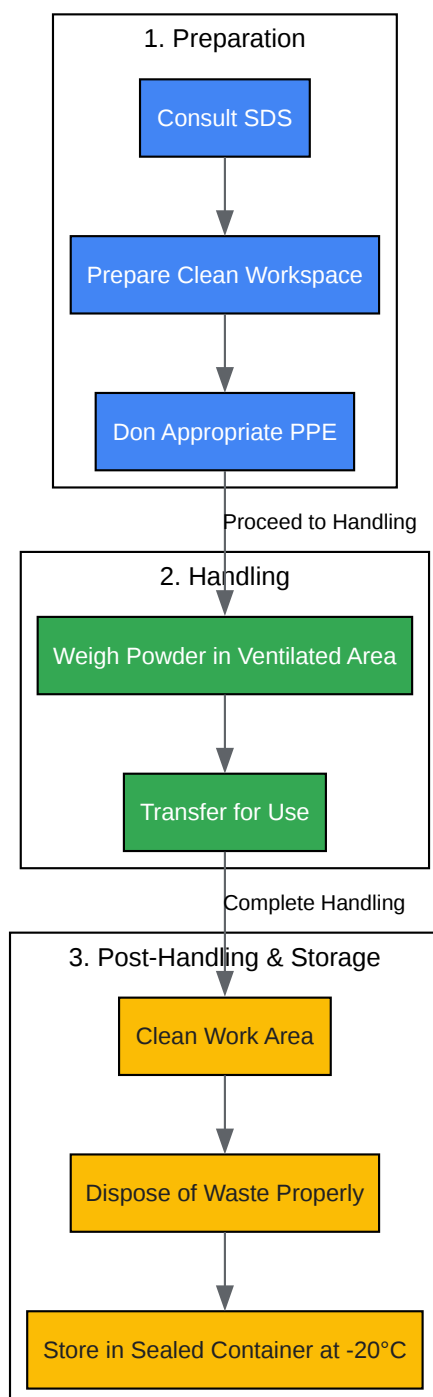 1. Preparation
Consult SDS
Prepare Clean Workspace
Don Appropriate PPE
Proceed to Handling
2. Handling
Weigh Powder in Ventilated Area
Transfer for Use
Complete Handling
3. Post-Handling & Storage
Clean Work Area
Dispose of Waste Properly
Store in Sealed Container at -20°C